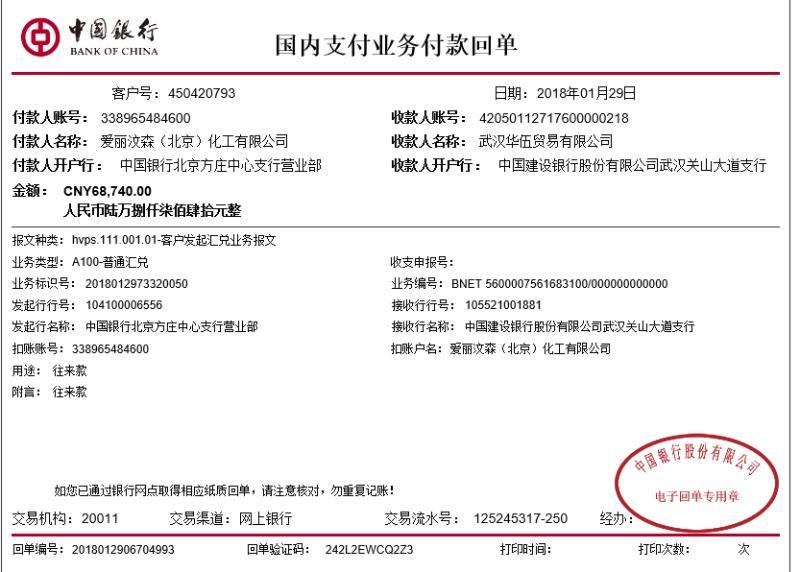 中国银行
BANK OF CHINA
国内支付业务付款回单
客户号：450420793 日期：2018年01月29日
付款人账号：338965484600 收款人账号：42050112717600000218
付款人名称：爱丽汶森（北京）化工有限公司 收款人名称：武汉华伍贸易有限公司
付款人开户行：中国银行北京方庄中心支行营业部 收款人开户行：中国建设银行股份有限公司武汉关山大道支行
金额：CNY68,740.00
人民币陆万捌仟柒佰肆拾元整
报文种类：hvps.111.001.01-客户发起汇兑业务报文
业务类型：A100-普通汇兑 收支申报号：
业务标识号：2018012973320050 业务编号：BNET 5600007561683100/000000000000
发起行行号：104100006556 接收行行号：105521001881
发起行名称：中国银行北京方庄中心支行营业部 接收行名称：中国建设银行股份有限公司武汉关山大道支行
扣账账号：338965484600 扣账户名：爱丽汶森（北京）化工有限公司
用途：往来款
附言：往来款
中国银行股份有限公司
电子回单专用章
如您已通过银行网点取得相应纸质回单，请注意核对，勿重复记账！
交易机构：20011 交易渠道：网上银行 交易流水号：125245317-250 经办：
回单编号：2018012906704993 回单验证码：242L2EWCQ2Z3 打印时间： 打印次数： 次